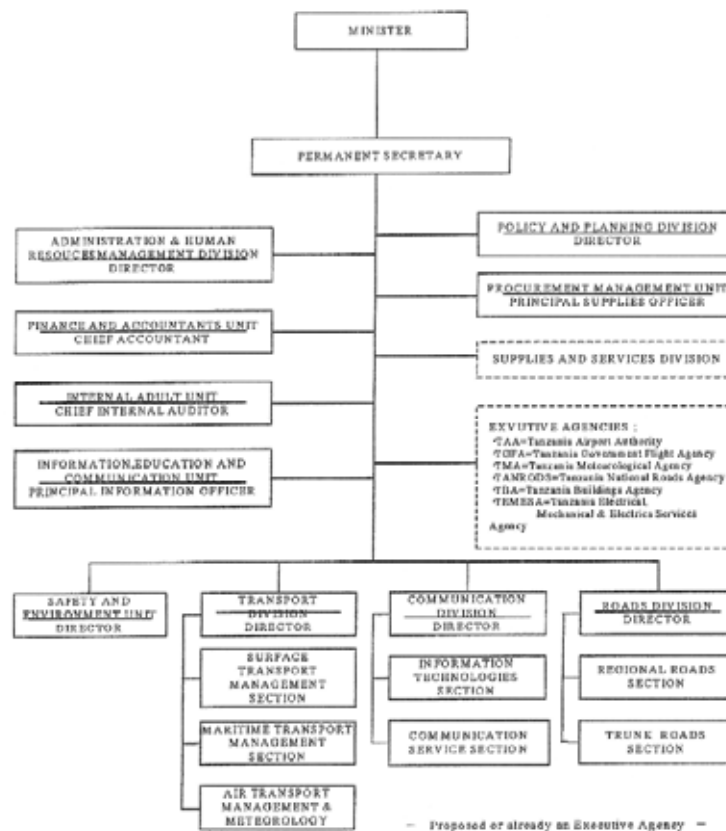 MINISTER
PERMANENT SECRETARY
ADMINISTRATION & HUMAN
RESOUCESMANAGEMENT DIVISION
DIRECTOR
POLICY AND PLANNING DIVISION
DIRECTOR
PROCUREMENT MANAGEMENT UNIT
PRINCIPAL SUPPLIES OFFICER
FINANCE AND ACCOUNTANTS UNIT
CHIEF ACCOUNTANT
SUPPLIES AND SERVICES DIVISION
INTERNAL ADULT UNIT
CHIEF INTERNAL AUDITOR
EXVUTIVE AGENCIES ;
•TAA=Tanzania Airport Authority
•TGFA=Tanzania Government Flight Agency
•TMA=Tanzania Meteorological Agency
•TANRODS=Tanzania National Roads Agency
•TBA=Tanzania Buildings Agency
•TEMESA=Tanzania Electrical,
Mechanical & Electrics Services
Agency
INFORMATION,EDUCATION AND
COMMUNICATION UNIT
PRINCIPAL INFORMATION OFFICER
SAFETY AND
ENVIRONMENT UNIT
DIRECTOR
TRANSPORT
DIVISION
DIRECTOR
COMMUNICATION
DIVISION
DIRECTOR
ROADS DIVISION
DIRECTOR
SURFACE
TRANSPORT
MANAGEMENT
SECTION
INFORMATION
TECHNOLOGIES
SECTION
REGIONAL ROADS
SECTION
MARITIME TRANSPORT
MANAGEMENT
SECTION
COMMUNICATION
SERVICE SECTION
TRUNK ROADS
SECTION
AIR TRANSPORT
MANAGEMENT &
METEGROLOGY
— Proposed or already an Executive Agency —